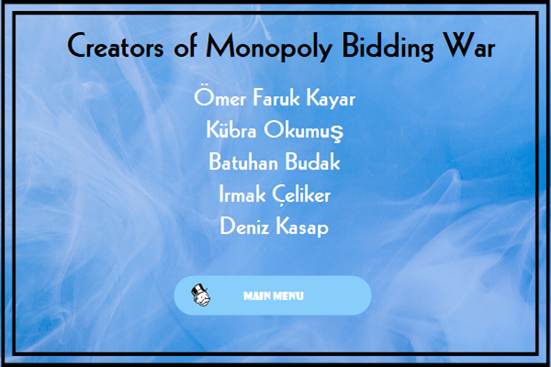 Creators of Monopoly Bidding War
Ömer Faruk Kayar
Kübra Okumuş
Batuhan Budak
Irmak Çeliker
Deniz Kasap
MAIN MENU